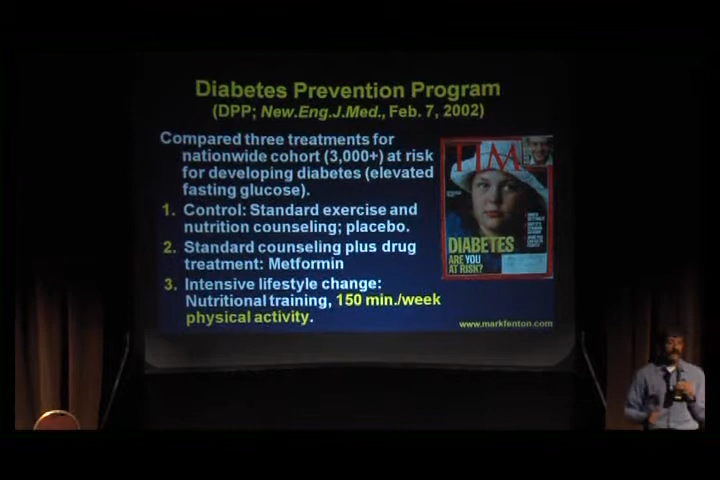 Diabetes Prevention Program
(DPP; New.Eng.J.Med., Feb. 7, 2002)
Compared three treatments for
nationwide cohort (3,000+) at risk
for developing diabetes (elevated
fasting glucose).
1. Control: Standard exercise and
nutrition counseling; placebo.
2. Standard counseling plus drug
treatment: Metformin
3. Intensive lifestyle change:
Nutritional training, 150 min./week
physical activity.
TIM
DIABETES
ARE YOU
AT RISK?
www.markfenton.com